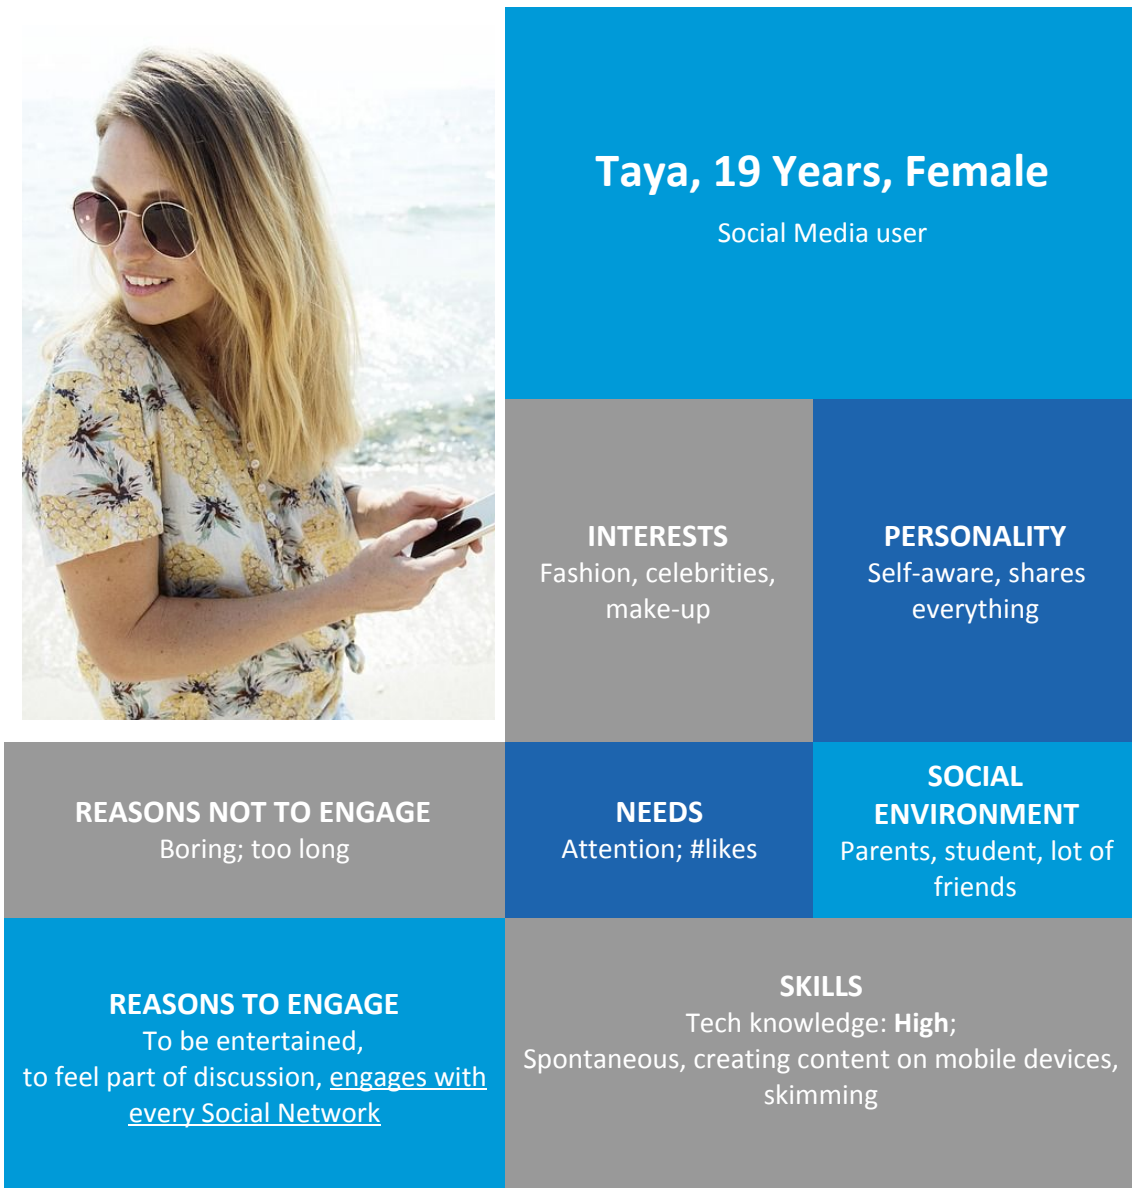 Taya, 19 Years, Female
Social Media user
INTERESTS
Fashion, celebrities,
make-up
PERSONALITY
Self-aware, shares
everything
REASONS NOT TO ENGAGE
Boring; too long
NEEDS
Attention; #likes
SOCIAL
ENVIRONMENT
Parents, student, lot of
friends
REASONS TO ENGAGE
To be entertained,
to feel part of discussion, engages with
every Social Network
SKILLS
Tech knowledge: High;
Spontaneous, creating content on mobile devices,
skimming